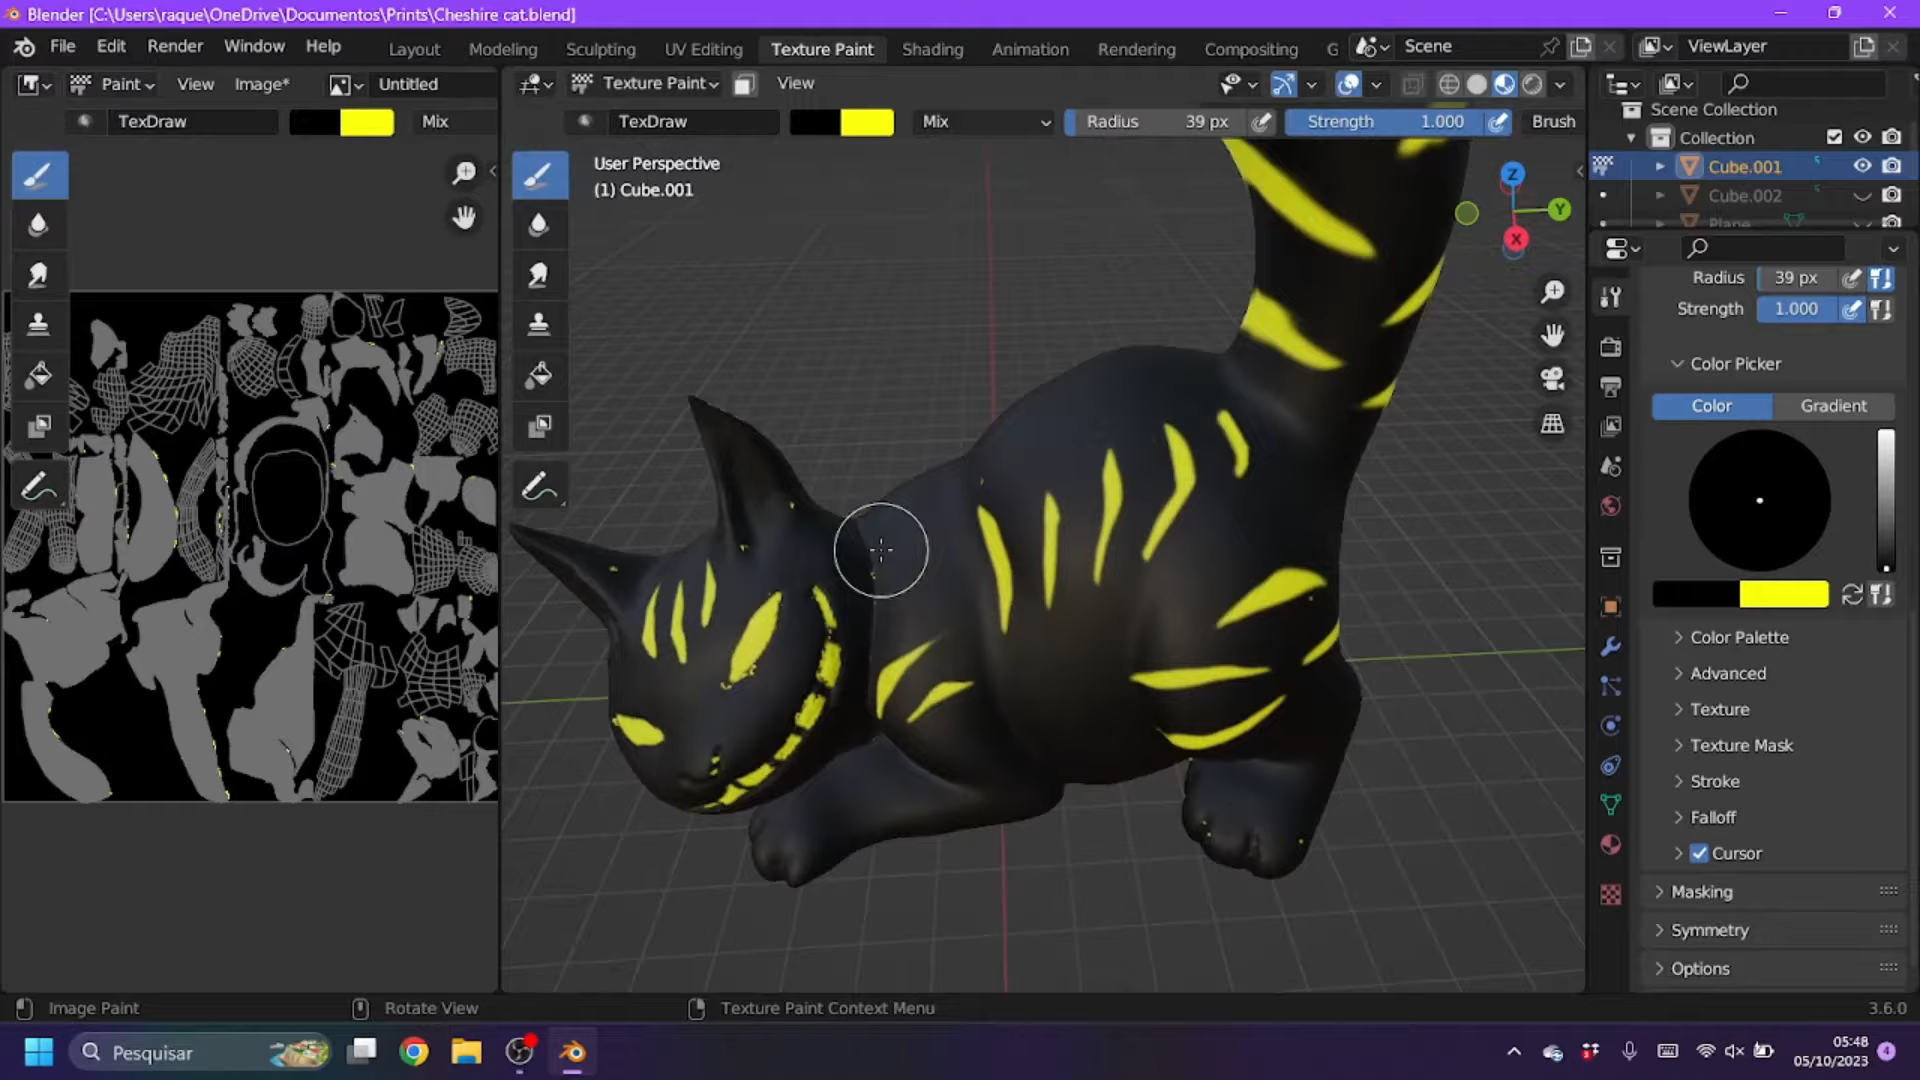 Blender [C:\Users\raque\OneDrive\Documentos\Prints\Cheshire cat.blend]
File Edit Render Window Help Layout Modeling Sculpting UV Editing Texture Paint Shading Animation Rendering Compositing G Scene ViewLayer
Paint View Image* Untitled
Texture Paint View
TexDraw Mix
TexDraw Mix Radius 39 px Strength 1.000 Brush
User Perspective
(1) Cube.001
Z
Y
X
Scene Collection
Collection
Cube.001
Cube.002
Plane
Radius 39 px
Strength 1.000
Color Picker
Color Gradient
Color Palette
Advanced
Texture
Texture Mask
Stroke
Falloff
Cursor
Masking
Symmetry
Options
Image Paint Rotate View Texture Paint Context Menu 3.6.0
Pesquisar
05:48
05/10/2023
4